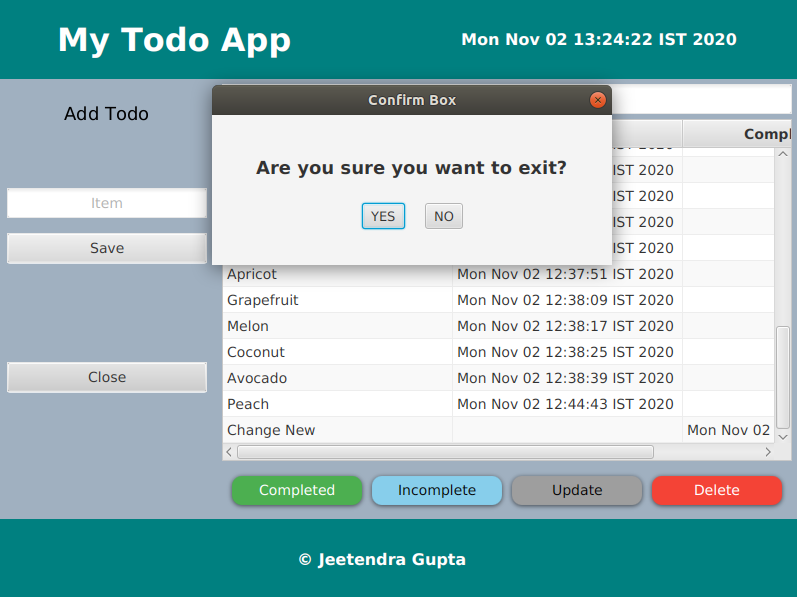 My Todo App
Mon Nov 02 13:24:22 IST 2020
Add Todo
Confirm Box
Are you sure you want to exit?
YES NO
Item
Save
Close
IST 2020
IST 2020
IST 2020
IST 2020
IST 2020
Apricot Mon Nov 02 12:37:51 IST 2020
Grapefruit Mon Nov 02 12:38:09 IST 2020
Melon Mon Nov 02 12:38:17 IST 2020
Coconut Mon Nov 02 12:38:25 IST 2020
Avocado Mon Nov 02 12:38:39 IST 2020
Peach Mon Nov 02 12:44:43 IST 2020
Change New Mon Nov 02
Completed Incomplete Update Delete
© Jeetendra Gupta